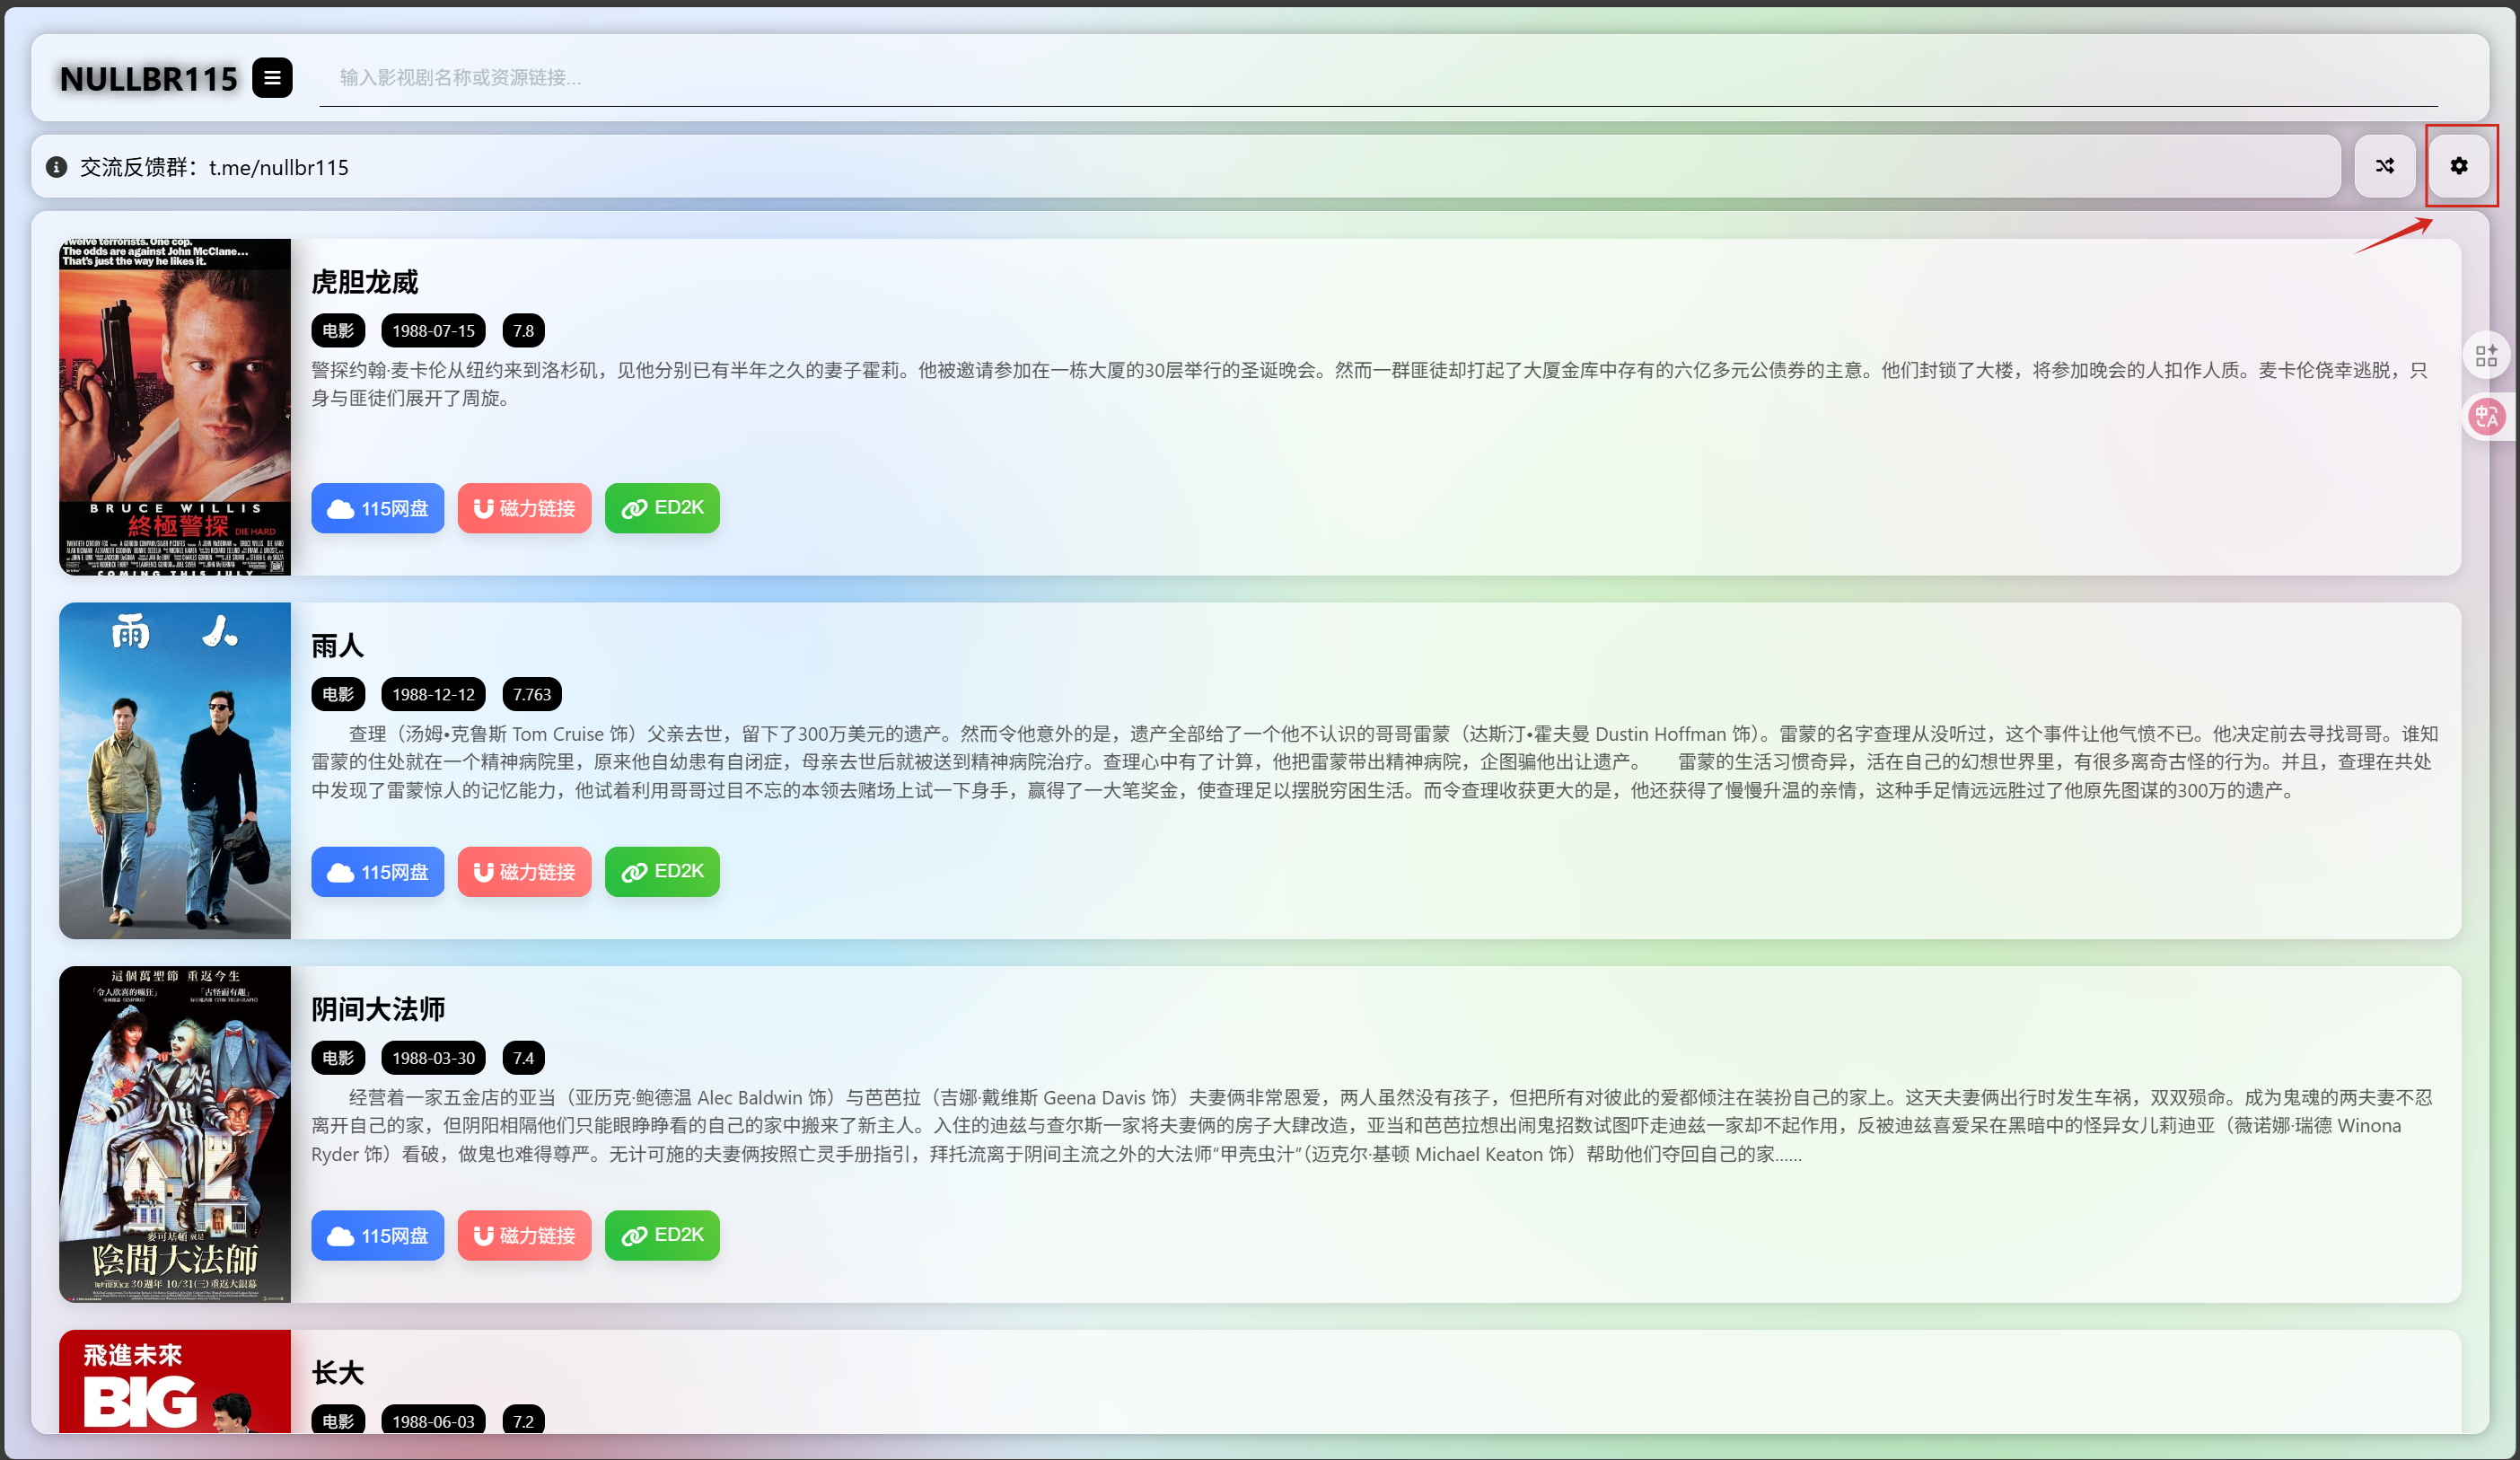 NULLBR115
输入影视剧名称或资源链接...
交流反馈群：t.me/nullbr115
Twelve terrorists. One cop.
The odds are against John McClane...
That's just the way he likes it.
BRUCE WILLIS
終極警探 DIE HARD
COMING THIS JULY
虎胆龙威
电影 1988-07-15 7.8
警探约翰·麦卡伦从纽约来到洛杉矶，见他分别已有半年之久的妻子霍莉。他被邀请参加在一栋大厦的30层举行的圣诞晚会。然而一群匪徒却打起了大厦金库中存有的六亿多元公债券的主意。他们封锁了大楼，将参加晚会的人扣作人质。麦卡伦侥幸逃脱，只
身与匪徒们展开了周旋。
115网盘 磁力链接 ED2K
雨人
雨人
电影 1988-12-12 7.763
查理（汤姆•克鲁斯 Tom Cruise 饰）父亲去世，留下了300万美元的遗产。然而令他意外的是，遗产全部给了一个他不认识的哥哥雷蒙（达斯汀•霍夫曼 Dustin Hoffman 饰）。雷蒙的名字查理从没听过，这个事件让他气愤不已。他决定前去寻找哥哥。谁知
雷蒙的住处就在一个精神病院里，原来他自幼患有自闭症，母亲去世后就被送到精神病院治疗。查理心中有了计算，他把雷蒙带出精神病院，企图骗他出让遗产。 雷蒙的生活习惯奇异，活在自己的幻想世界里，有很多离奇古怪的行为。并且，查理在共处
中发现了雷蒙惊人的记忆能力，他试着利用哥哥过目不忘的本领去赌场上试一下身手，赢得了一大笔奖金，使查理足以摆脱穷困生活。而令查理收获更大的是，他还获得了慢慢升温的亲情，这种手足情远远胜过了他原先图谋的300万的遗产。
115网盘 磁力链接 ED2K
這個萬聖節 重返今生
「令人欣喜的瘋狂」 「古怪而有趣」
麥可基頓 就是
陰間大法師
30週年 10/31(三)重返大銀幕
阴间大法师
电影 1988-03-30 7.4
经营着一家五金店的亚当（亚历克·鲍德温 Alec Baldwin 饰）与芭芭拉（吉娜·戴维斯 Geena Davis 饰）夫妻俩非常恩爱，两人虽然没有孩子，但把所有对彼此的爱都倾注在装扮自己的家上。这天夫妻俩出行时发生车祸，双双殒命。成为鬼魂的两夫妻不忍
离开自己的家，但阴阳相隔他们只能眼睁睁看的自己的家中搬来了新主人。入住的迪兹与查尔斯一家将夫妻俩的房子大肆改造，亚当和芭芭拉想出闹鬼招数试图吓走迪兹一家却不起作用，反被迪兹喜爱呆在黑暗中的怪异女儿莉迪亚（薇诺娜·瑞德 Winona
Ryder 饰）看破，做鬼也难得尊严。无计可施的夫妻俩按照亡灵手册指引，拜托流离于阴间主流之外的大法师“甲壳虫汁”（迈克尔·基顿 Michael Keaton 饰）帮助他们夺回自己的家……
115网盘 磁力链接 ED2K
飛進未來
BIG
长大
电影 1988-06-03 7.2